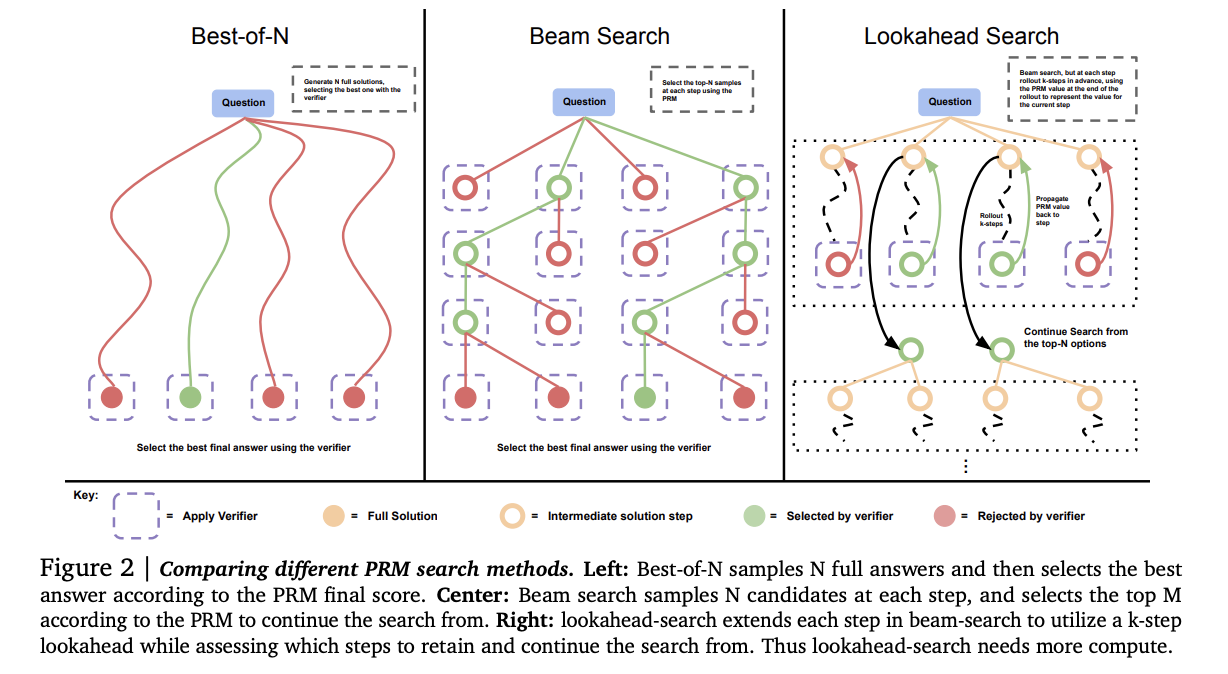 Best-of-N
Generate N full solutions,
selecting the best one with the
verifier
Question
Select the best final answer using the verifier
Beam Search
Select the top-N samples
at each step using the
PRM
Question
Select the best final answer using the verifier
Lookahead Search
Beam search, but at each step
rollout k-steps in advance, using
the PRM value at the end of the
rollout to represent the value for
the current step
Question
Rollout
k-steps
Propagate
PRM value
back to
step
Continue Search from
the top-N options
Key:
= Apply Verifier
= Full Solution
= Intermediate solution step
= Selected by verifier
= Rejected by verifier
Figure 2 | Comparing different PRM search methods. Left: Best-of-N samples N full answers and then selects the best
answer according to the PRM final score. Center: Beam search samples N candidates at each step, and selects the top M
according to the PRM to continue the search from. Right: lookahead-search extends each step in beam-search to utilize a k-step
lookahead while assessing which steps to retain and continue the search from. Thus lookahead-search needs more compute.